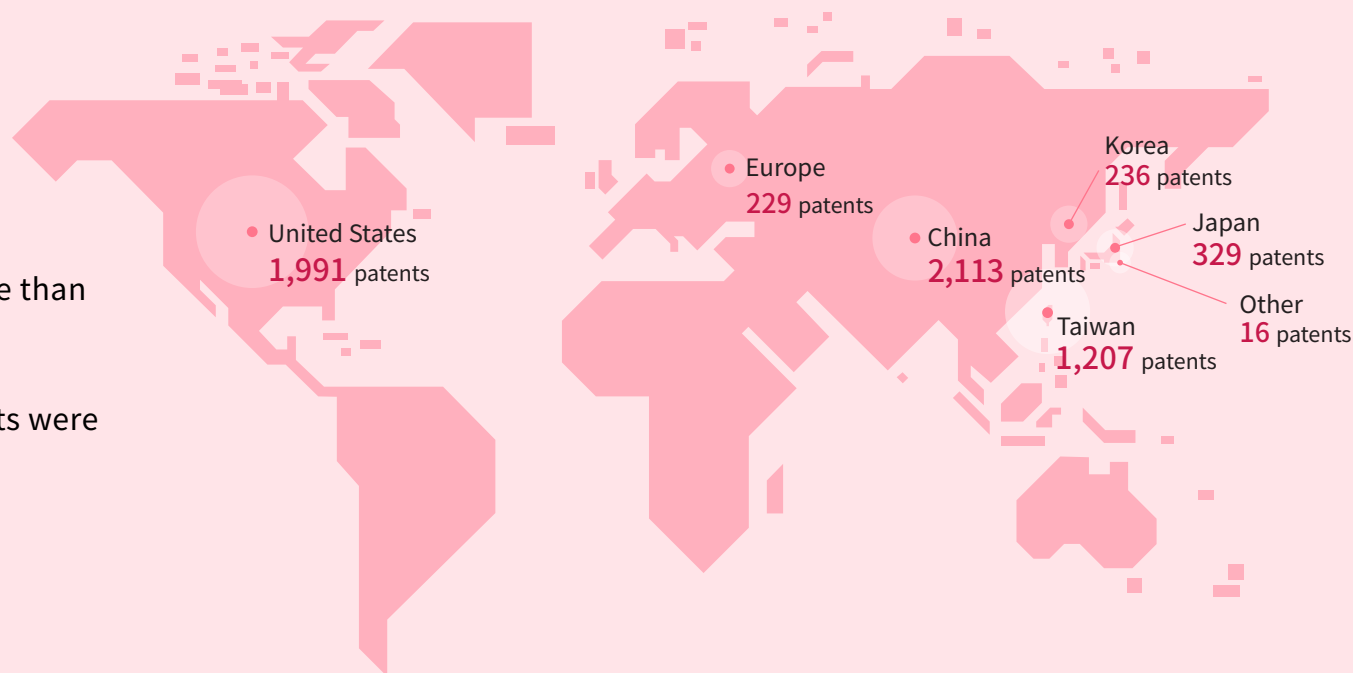 e than
ts were
United States
1,991 patents
Europe
229 patents
China
2,113 patents
Korea
236 patents
Japan
329 patents
Other
16 patents
Taiwan
1,207 patents